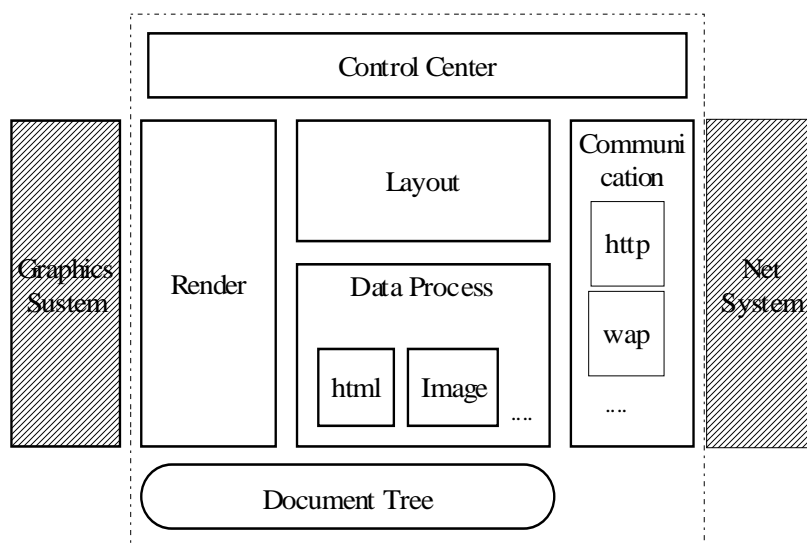 Control Center
Graphics
Sustem
Render
Layout
Data Process
html
Image
....
Communi
cation
http
wap
....
Net
System
Document Tree